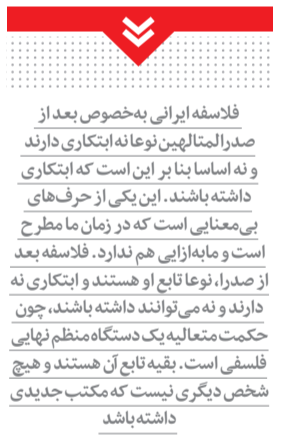 فلاسفه ایرانی به‌خصوص بعد از
صدرالمتالهین نوعا نه ابتکاری دارند
و نه اساسا بنا بر این است که ابتکاری
داشته باشند. این یکی از حرف‌های
بی‌معنایی است که در زمان ما مطرح
است و مابه‌ازایی هم ندارد. فلاسفه بعد
از صدرا، نوعا تابع او هستند و ابتکاری نه
دارند و نه می‌توانند داشته باشند، چون
حکمت متعالیه یک دستگاه منظم نهایی
فلسفی است. بقیه تابع آن هستند و هیچ
شخص دیگری نیست که مکتب جدیدی
داشته باشد